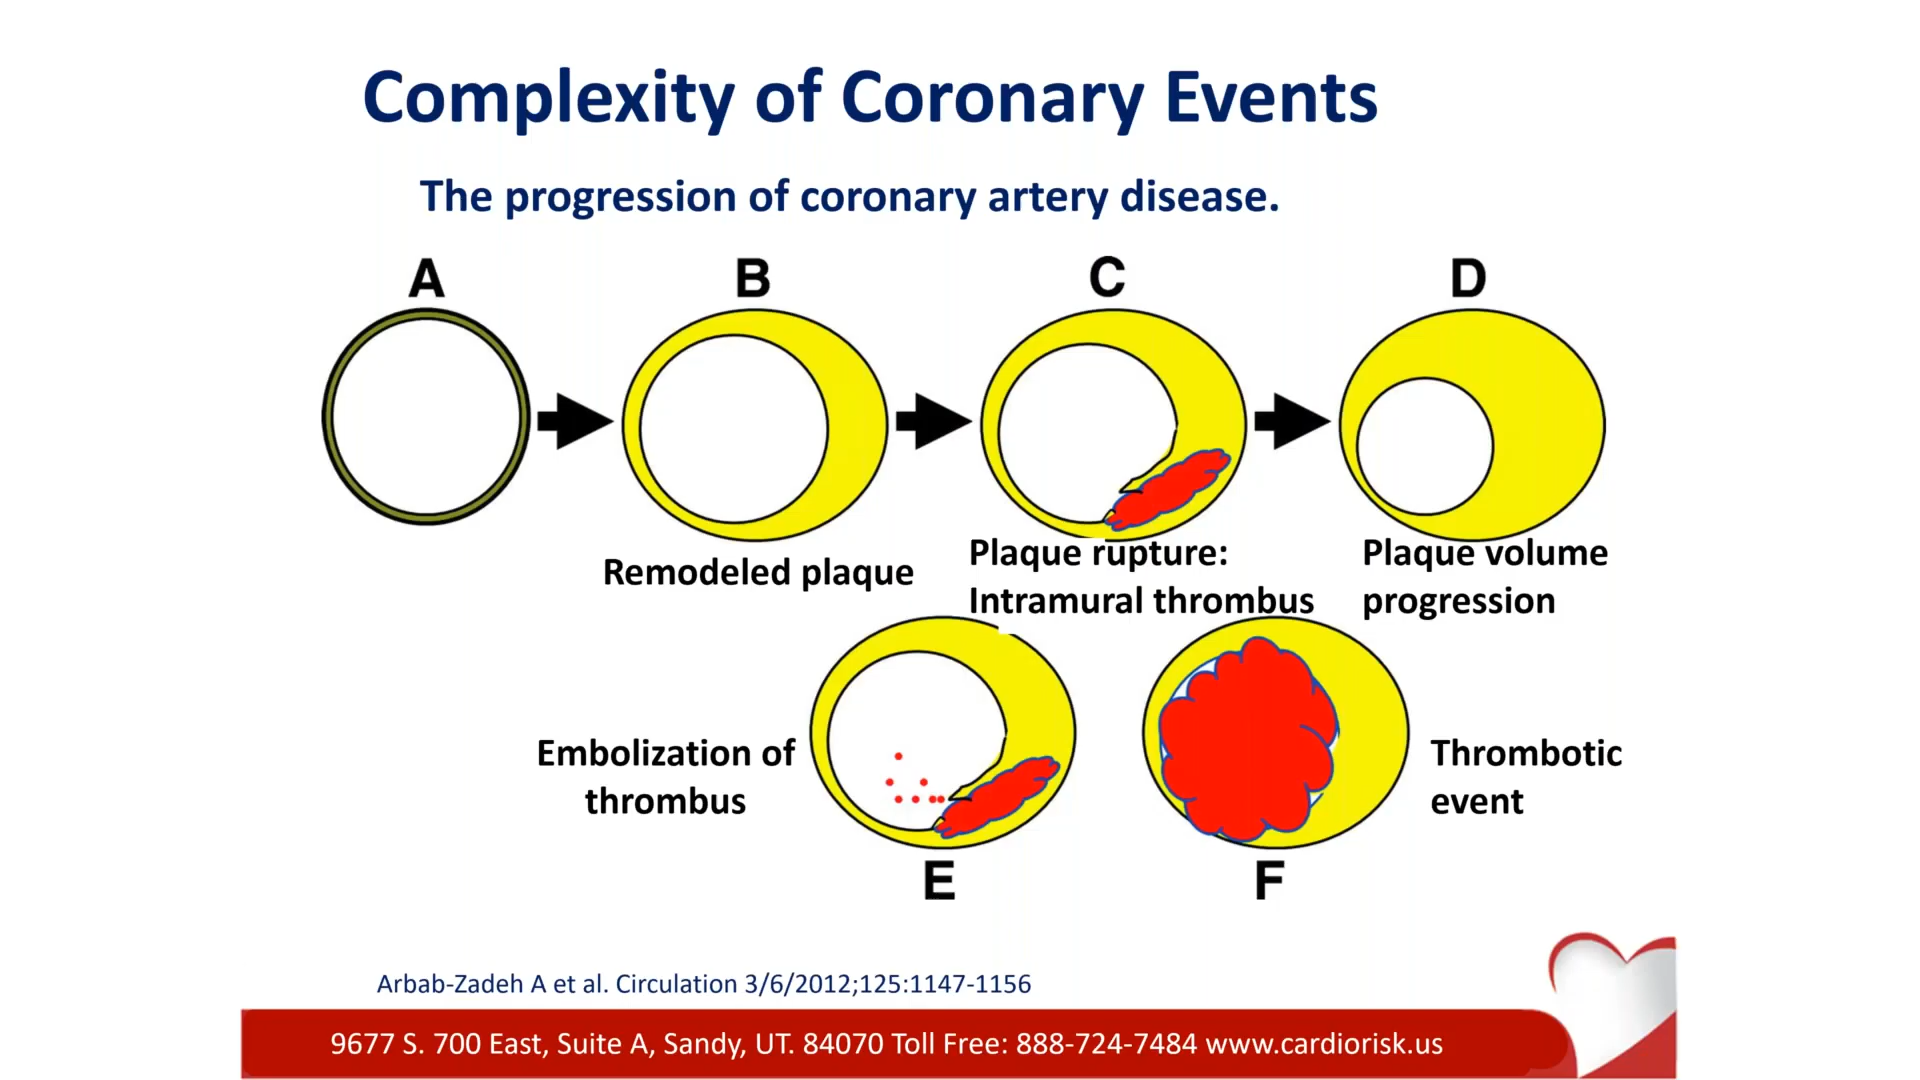 Complexity of Coronary Events
The progression of coronary artery disease.
A
B
C
D
Remodeled plaque
Plaque rupture:
Intramural thrombus
Plaque volume
progression
Embolization of
thrombus
Thrombotic
event
E
F
Arbab-Zadeh A et al. Circulation 3/6/2012;125:1147-1156
9677 S. 700 East, Suite A, Sandy, UT. 84070 Toll Free: 888-724-7484 www.cardiorisk.us